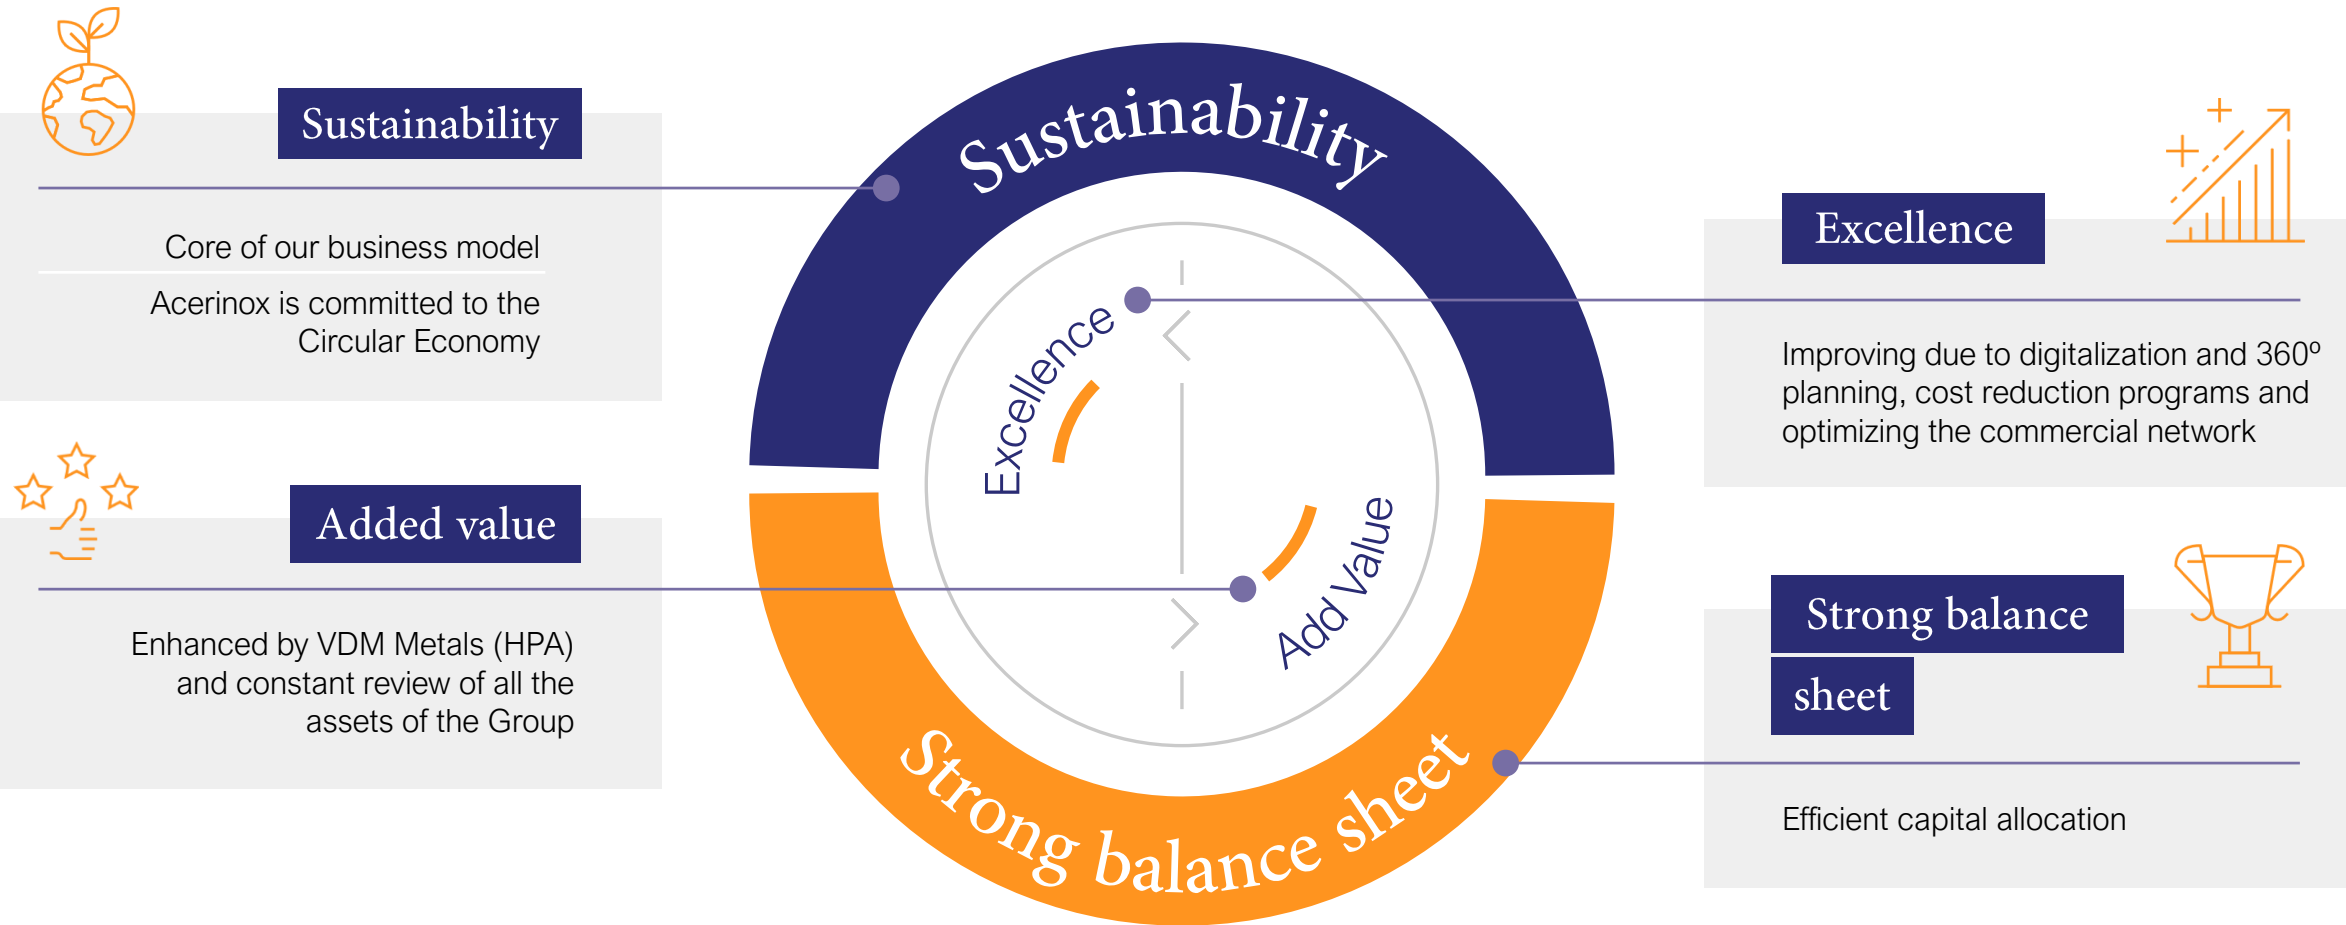 Sustainability
Core of our business model
Acerinox is committed to the
Circular Economy
Added value
Enhanced by VDM Metals (HPA)
and constant review of all the
assets of the Group
Sustainability
Excellence
Add Value
Strong balance sheet
Excellence
Improving due to digitalization and 360º
planning, cost reduction programs and
optimizing the commercial network
Strong balance
sheet
Efficient capital allocation